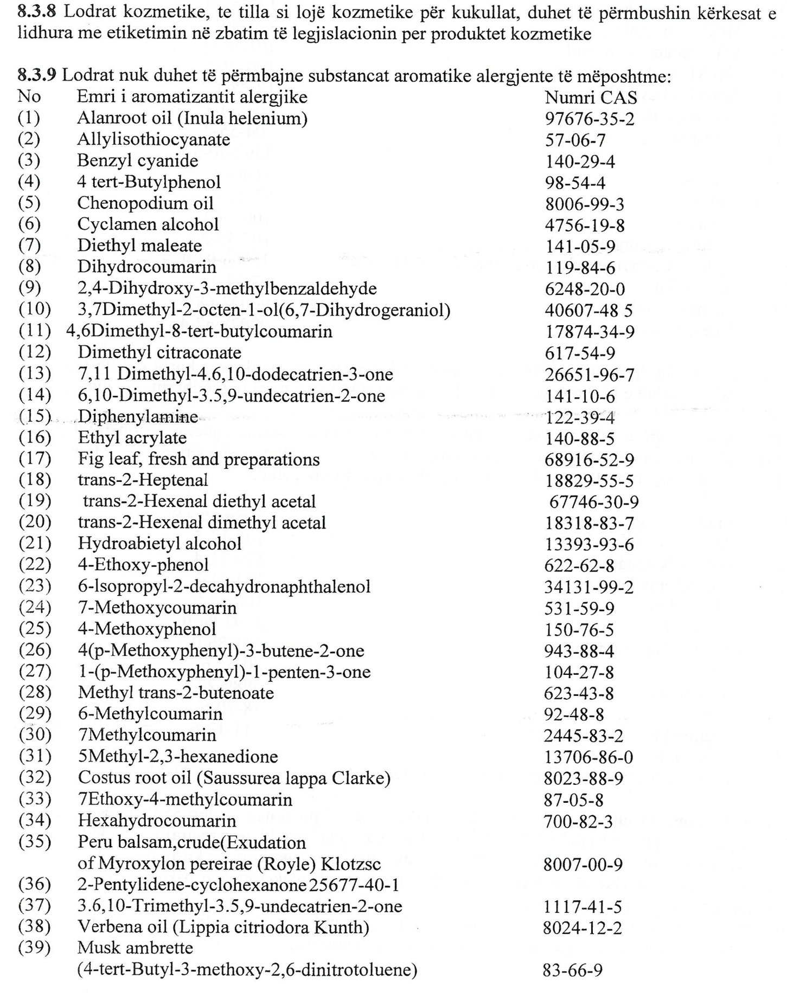 8.3.8 Lodrat kozmetike, te tilla si lojë kozmetike për kukullat, duhet të përmbushin kërkesat e
lidhura me etiketimin në zbatim të legjislacionin per produktet kozmetike
8.3.9 Lodrat nuk duhet të përmbajne substancat aromatike alergjente të mëposhtme:
No Emri i aromatizantit alergjike Numri CAS
(1) Alanroot oil (Inula helenium) 97676-35-2
(2) Allylisothiocyanate 57-06-7
(3) Benzyl cyanide 140-29-4
(4) 4 tert-Butylphenol 98-54-4
(5) Chenopodium oil 8006-99-3
(6) Cyclamen alcohol 4756-19-8
(7) Diethyl maleate 141-05-9
(8) Dihydrocoumarin 119-84-6
(9) 2,4-Dihydroxy-3-methylbenzaldehyde 6248-20-0
(10) 3,7Dimethyl-2-octen-1-ol(6,7-Dihydrogeraniol) 40607-48 5
(11) 4,6Dimethyl-8-tert-butylcoumarin 17874-34-9
(12) Dimethyl citraconate 617-54-9
(13) 7,11 Dimethyl-4.6,10-dodecatrien-3-one 26651-96-7
(14) 6,10-Dimethyl-3.5,9-undecatrien-2-one 141-10-6
(15) Diphenylamine 122-39-4
(16) Ethyl acrylate 140-88-5
(17) Fig leaf, fresh and preparations 68916-52-9
(18) trans-2-Heptenal 18829-55-5
(19) trans-2-Hexenal diethyl acetal 67746-30-9
(20) trans-2-Hexenal dimethyl acetal 18318-83-7
(21) Hydroabietyl alcohol 13393-93-6
(22) 4-Ethoxy-phenol 622-62-8
(23) 6-lsopropyl-2-decahydronaphthalenol 34131-99-2
(24) 7-Methoxycoumarin 531-59-9
(25) 4-Methoxyphenol 150-76-5
(26) 4(p-Methoxyphenyl)-3-butene-2-one 943-88-4
(27) 1-(p-Methoxyphenyl)-1-penten-3-one 104-27-8
(28) Methyl trans-2-butenoate 623-43-8
(29) 6-Methylcoumarin 92-48-8
(30) 7Methylcoumarin 2445-83-2
(31) 5Methyl-2,3-hexanedione 13706-86-0
(32) Costus root oil (Saussurea lappa Clarke) 8023-88-9
(33) 7Ethoxy-4-methylcoumarin 87-05-8
(34) Hexahydrocoumarin 700-82-3
(35) Peru balsam,crude(Exudation
of Myroxylon pereirae (Royle) Klotzsc 8007-00-9
(36) 2-Pentylidene-cyclohexanone 25677-40-1
(37) 3.6,10-Trimethyl-3.5,9-undecatrien-2-one 1117-41-5
(38) Verbena oil (Lippia citriodora Kunth) 8024-12-2
(39) Musk ambrette
(4-tert-Butyl-3-methoxy-2,6-dinitrotoluene) 83-66-9